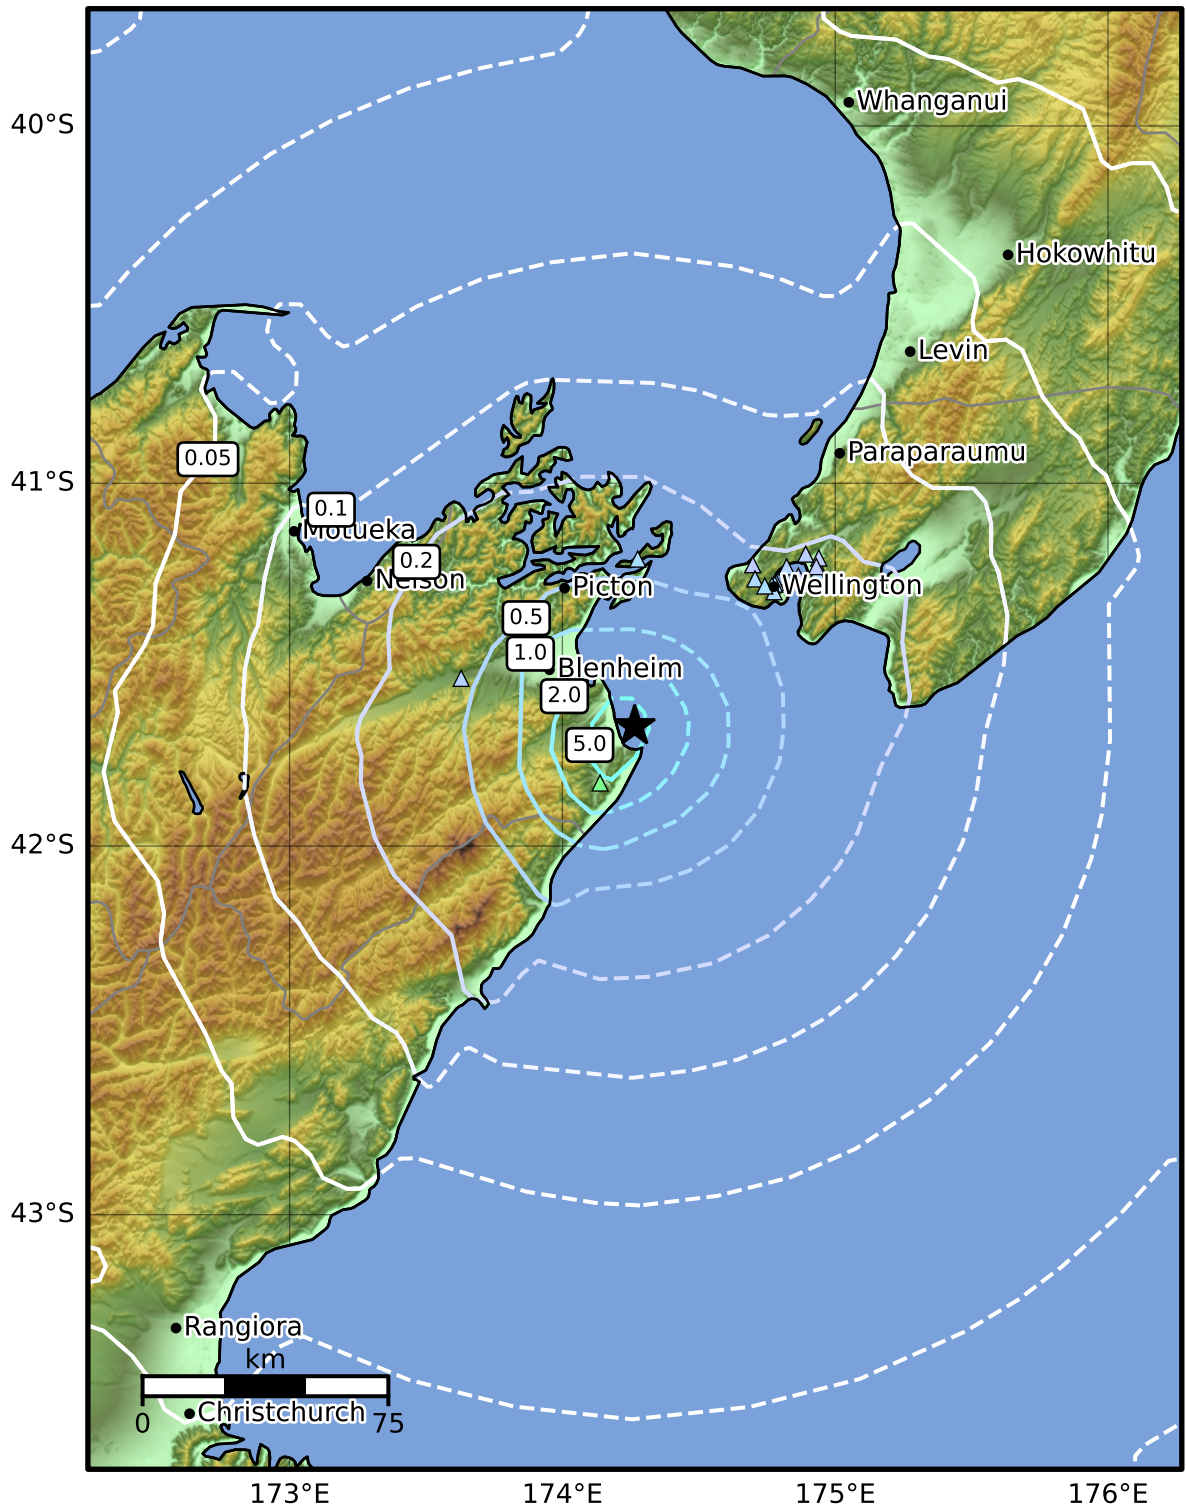 Whanganui
40°S
Hokowhitu
Levin
Paraparaumu
0.05
41°S
0.1
Motueka
0.2
Nelson
Picton
Wellington
0.5
1.0
Blenheim
2.0
5.0
42°S
43°S
Rangiora
km
Christchurch
0
75
173°E
174°E
175°E
176°E